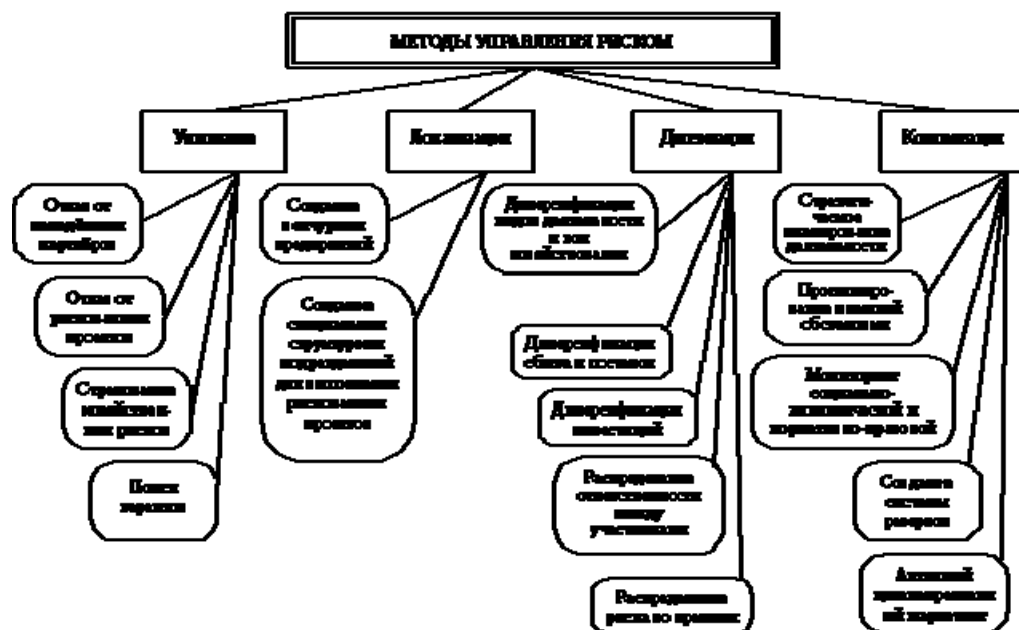 МЕТОДЫ УПРАВЛЕНИЯ РИСКОМ
Уклонение
Локализация
Диссипация
Компенсация
Отказ от
ненадёжных
партнёров
Отказ от
рискованных
проектов
Страхование
хозяйствен-
ных рисков
Поиск
гарантов
Создание
венчурных
предприятий
Создание
специальных
структурных
подразделений
для выполнения
рискованных
проектов
Диверсификация
видов деятельности
и зон
хозяйствования
Диверсификация
сбыта и поставок
Диверсификация
инвестиций
Распределение
ответственности
между
участниками
Распределение
риска во времени
Стратеги-
ческое
планирование
деятельности
Прогнозиро-
вание внешней
обстановки
Мониторинг
социально-
экономической и
нормативно-правовой
Создание
системы
резервов
Активный
целенаправлен-
ный маркетинг